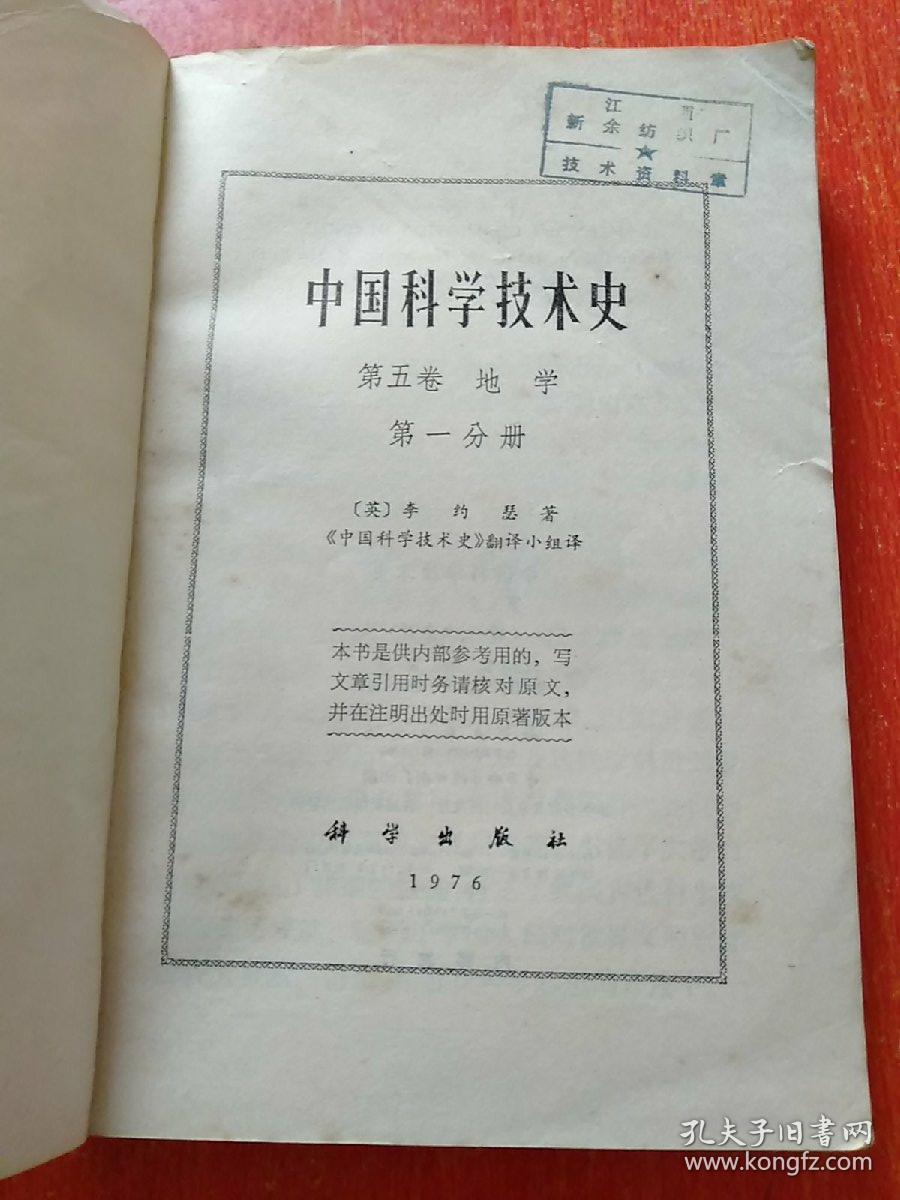 江西
新余纺织厂
★
技术资料章
中国科学技术史
第五卷 地学
第一分册
〔英〕李约瑟著
《中国科学技术史》翻译小组译
本书是供内部参考用的，写
文章引用时务请核对原文，
并在注明出处时用原著版本
科学出版社
1976
孔夫子旧书网
www.kongfz.com